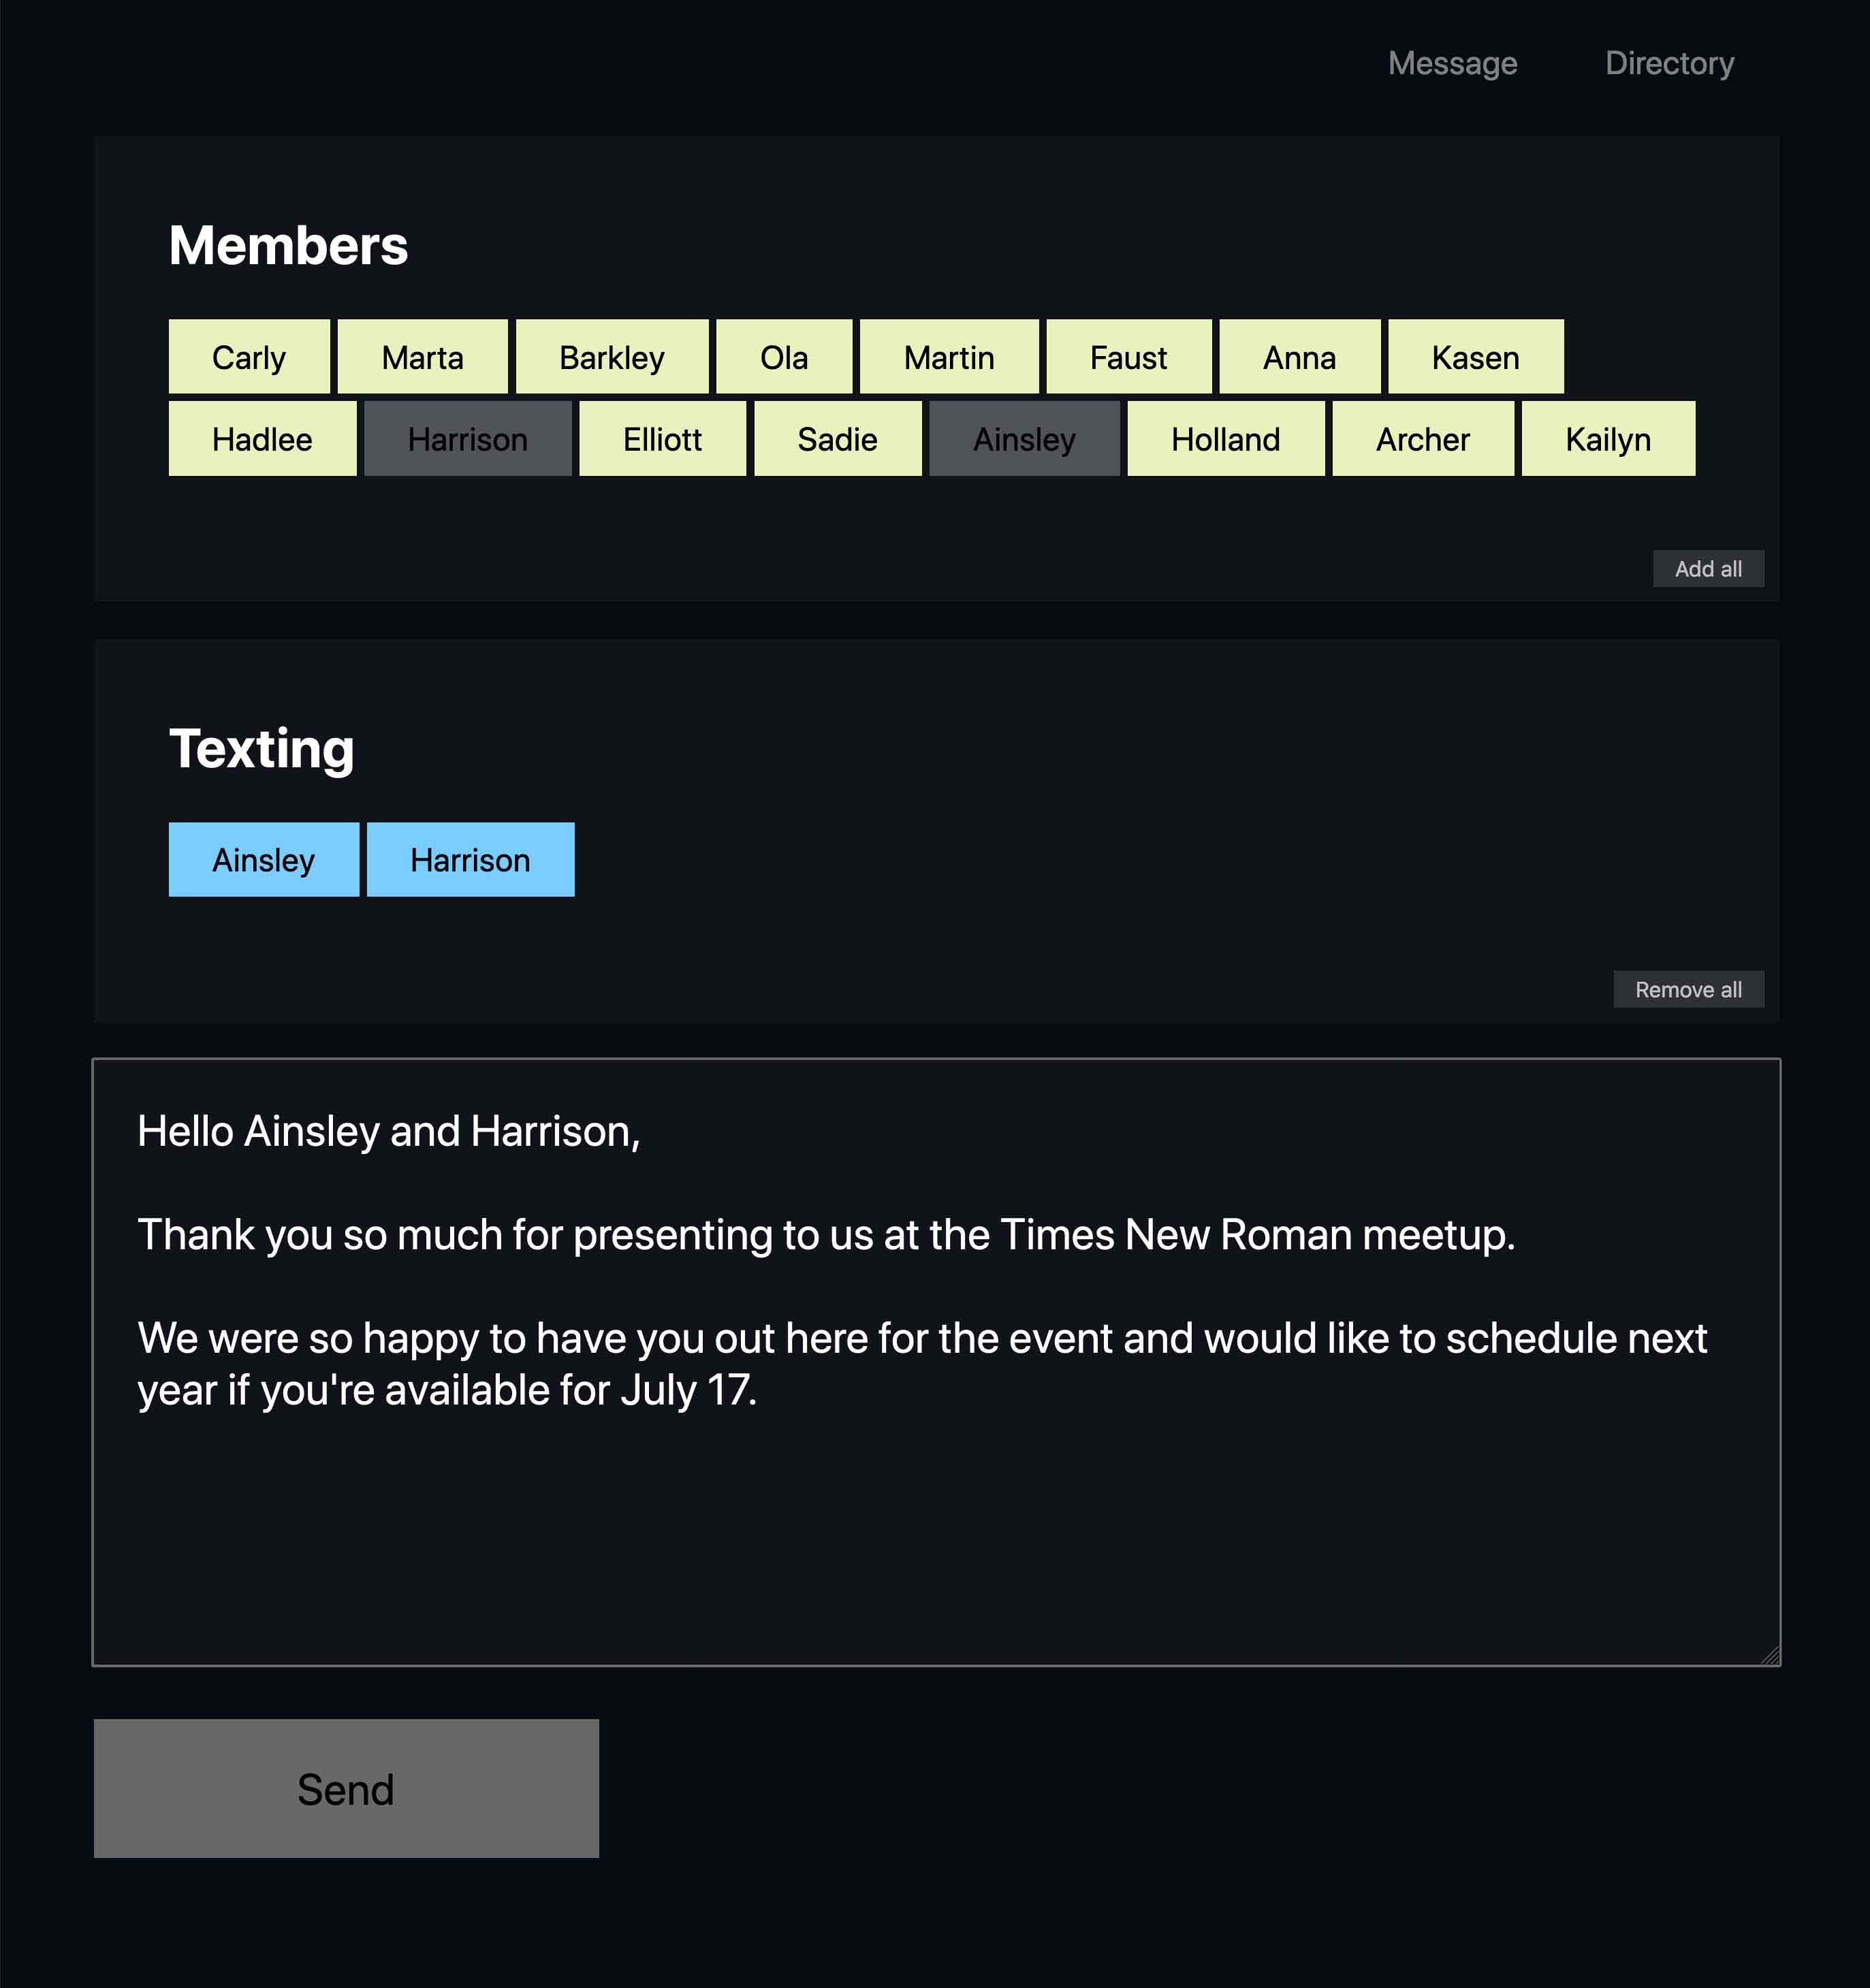 Message Directory
Members
Carly Marta Barkley Ola Martin Faust Anna Kasen
Hadlee Harrison Elliott Sadie Ainsley Holland Archer Kailyn
Add all
Texting
Ainsley Harrison
Remove all
Hello Ainsley and Harrison,
Thank you so much for presenting to us at the Times New Roman meetup.
We were so happy to have you out here for the event and would like to schedule next
year if you're available for July 17.
Send